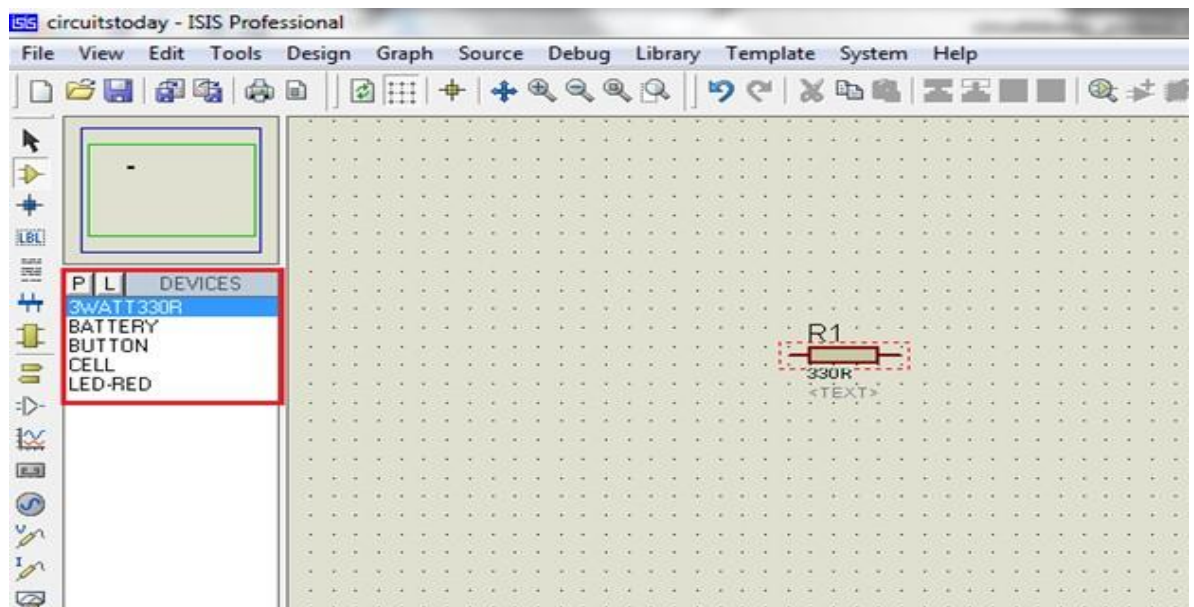 ISIS circuitstoday - ISIS Professional
File View Edit Tools Design Graph Source Debug Library Template System Help
LBL
P L DEVICES
3WATT330R
BATTERY
BUTTON
CELL
LED-RED
R1
330R
<TEXT>
V
I